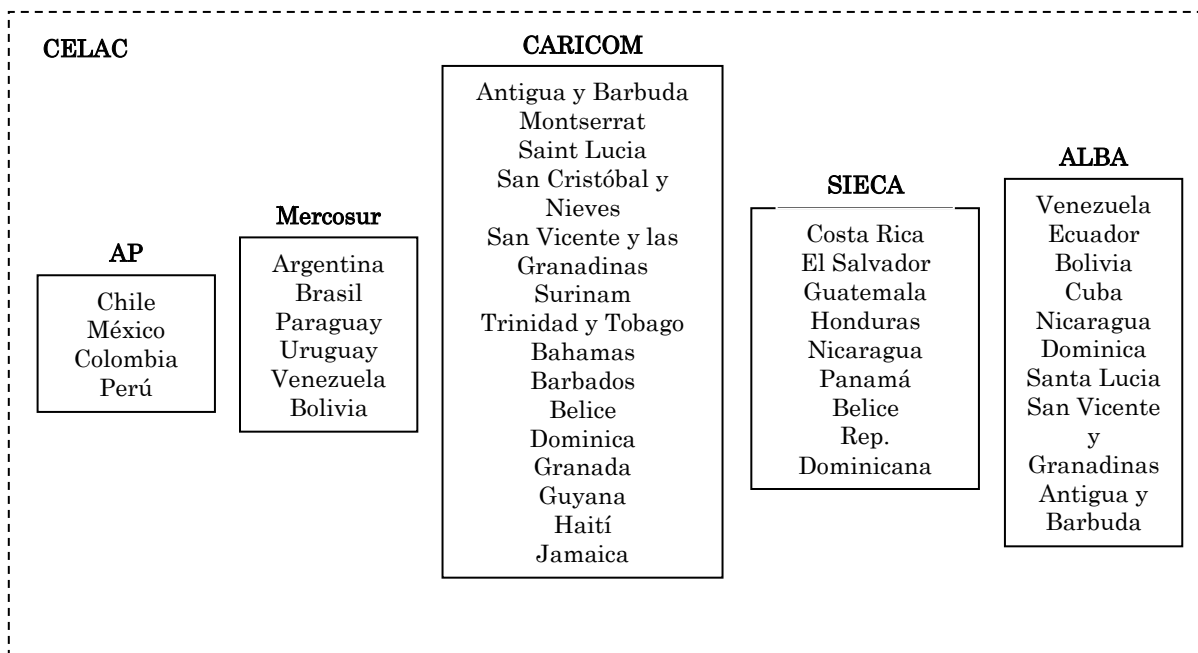 CELAC
AP
Chile
México
Colombia
Perú
Mercosur
Argentina
Brasil
Paraguay
Uruguay
Venezuela
Bolivia
CARICOM
Antigua y Barbuda
Montserrat
Saint Lucia
San Cristóbal y
Nieves
San Vicente y las
Granadinas
Surinam
Trinidad y Tobago
Bahamas
Barbados
Belice
Dominica
Granada
Guyana
Haití
Jamaica
SIECA
Costa Rica
El Salvador
Guatemala
Honduras
Nicaragua
Panamá
Belice
Rep.
Dominicana
ALBA
Venezuela
Ecuador
Bolivia
Cuba
Nicaragua
Dominica
Santa Lucia
San Vicente
y
Granadinas
Antigua y
Barbuda